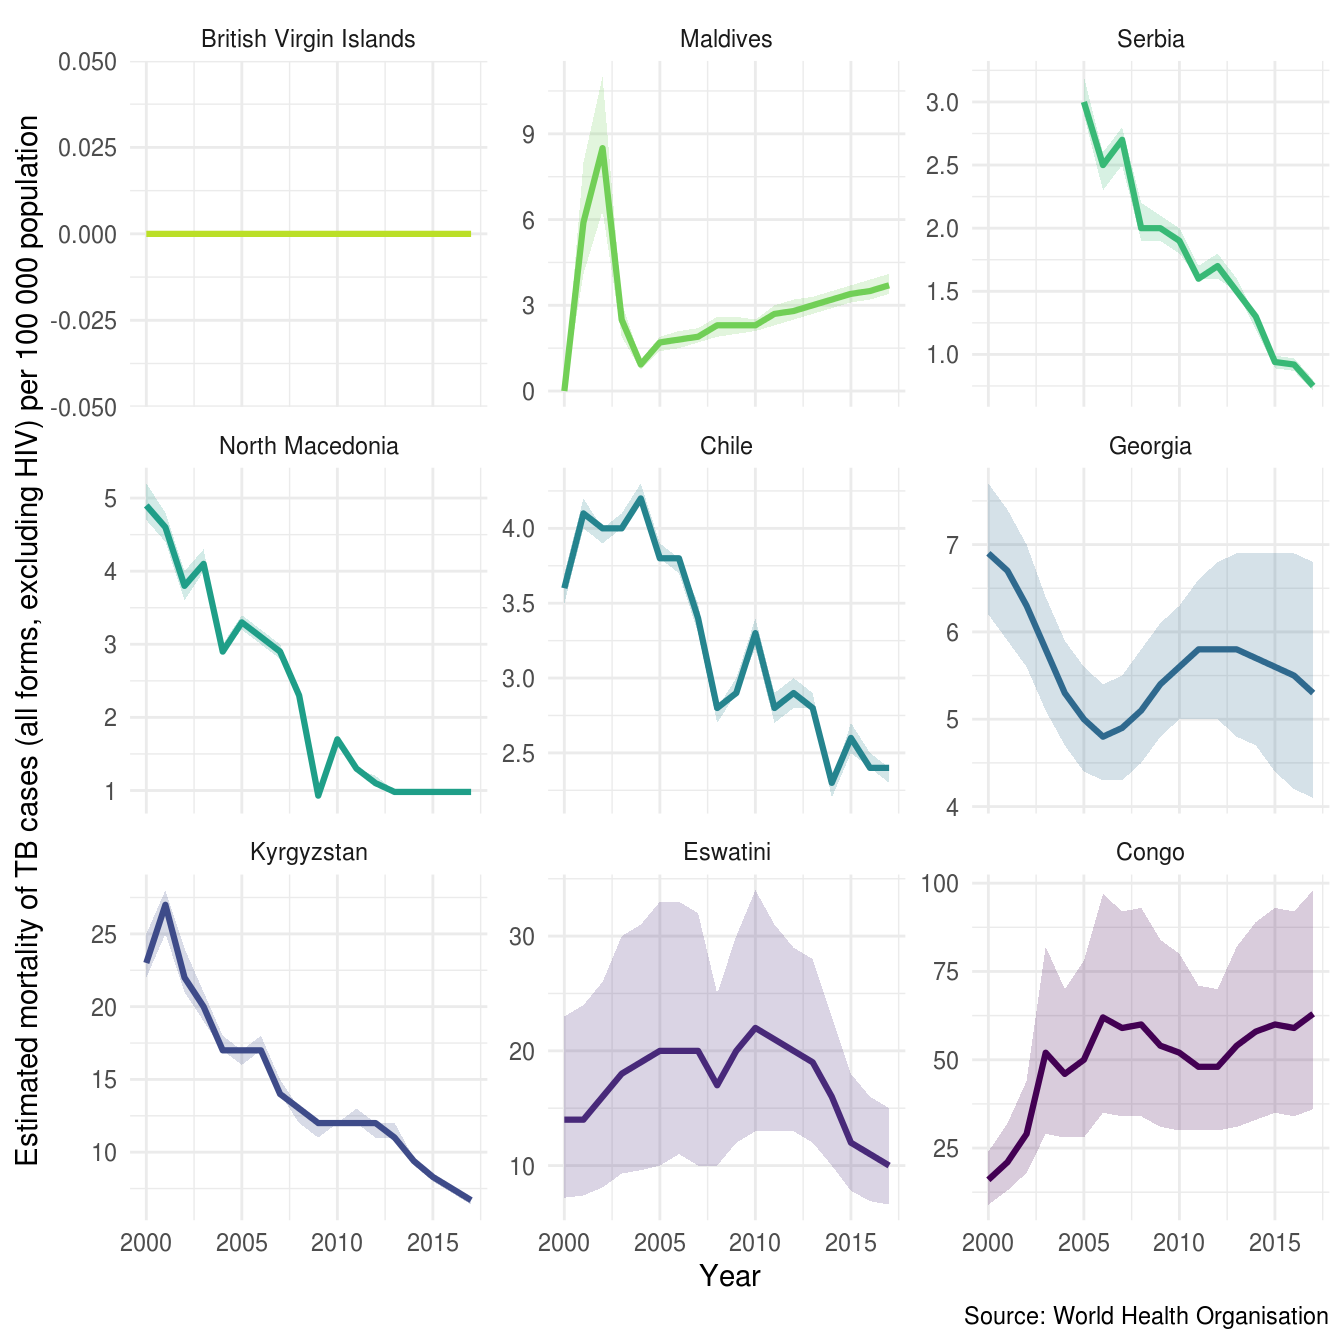 Estimated mortality of TB cases (all forms, excluding HIV) per 100 000 population
British Virgin Islands
0.050
0.025
0.000
-0.025
-0.050
Maldives
9
6
3
0
Serbia
3.0
2.5
2.0
1.5
1.0
North Macedonia
5
4
3
2
1
Chile
4.0
3.5
3.0
2.5
Georgia
7
6
5
4
Kyrgyzstan
25
20
15
10
2000 2005 2010 2015
Eswatini
30
20
10
2000 2005 2010 2015
Congo
100
75
50
25
2000 2005 2010 2015
Year
Source: World Health Organisation